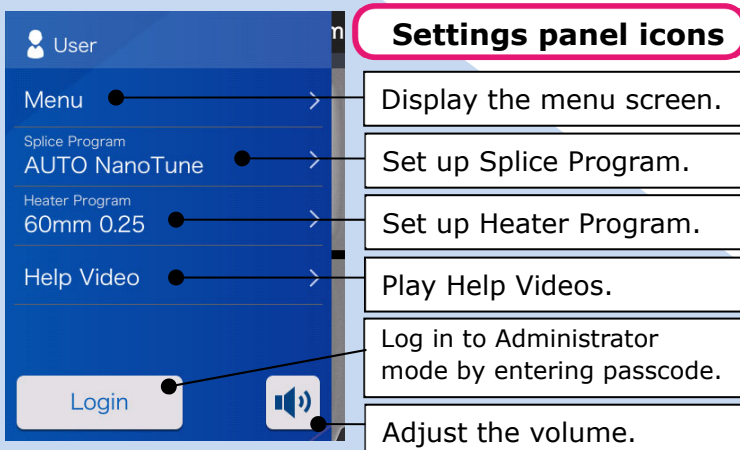 User
m
Settings panel icons
Menu
Display the menu screen.
Splice Program
AUTO NanoTune
Set up Splice Program.
Heater Program
60mm 0.25
Set up Heater Program.
Help Video
Play Help Videos.
Log in to Administrator
mode by entering passcode.
Login
Adjust the volume.